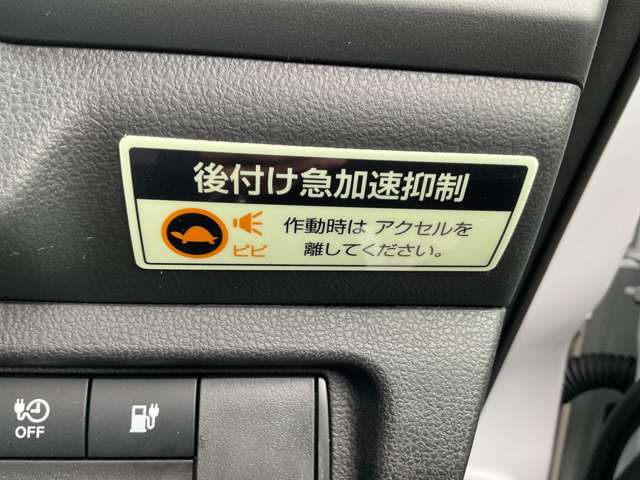 後付け急加速抑制
作動時は アクセルを
ピピ
離してください。
OFF